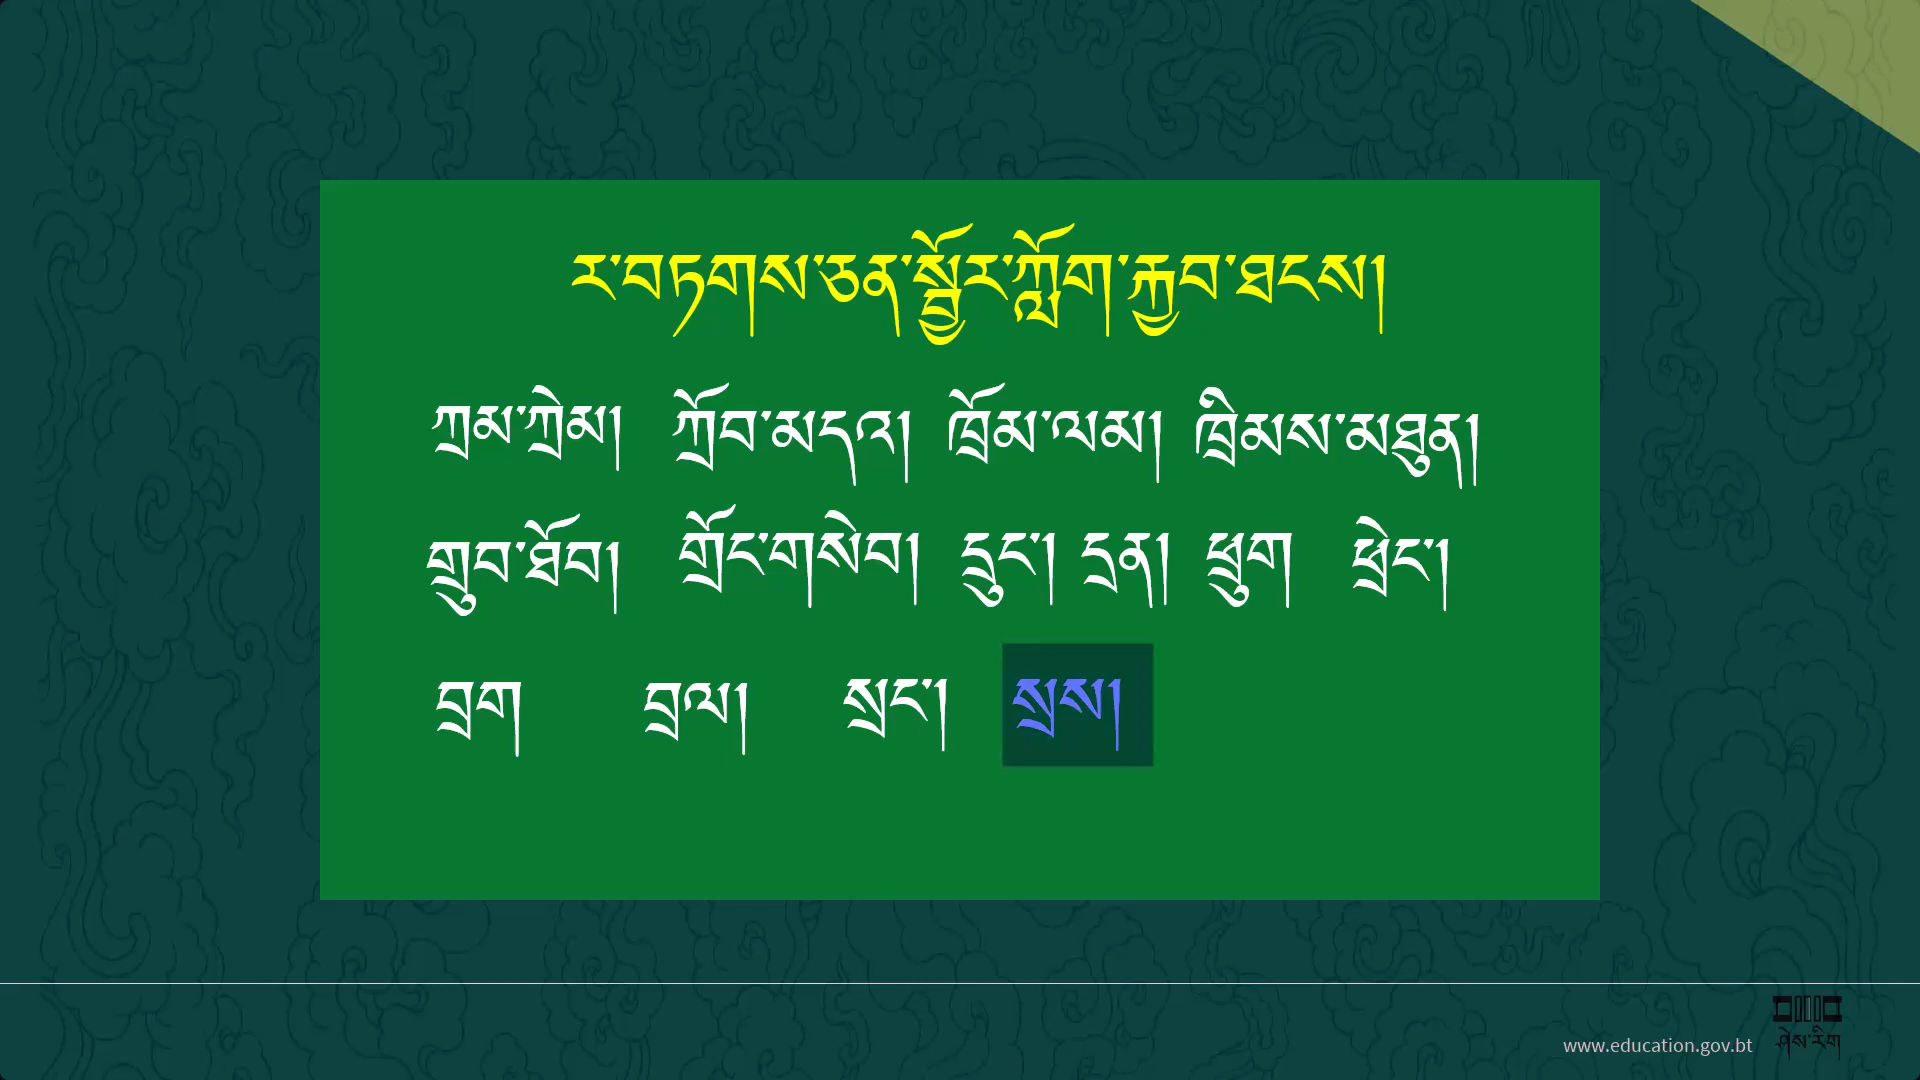 ར་བཏགས་ཅན་སྦྱོར་ཀློག་རྐྱབ་ཐངས།
ཀྲམ་ཀྲེམ། ཀྲོབ་མདའ། ཁྲོམ་ལམ། ཁྲིམས་མཐུན།
གྲུབ་ཐོབ། གྲོང་གསེབ། དྲུང་། དྲན། ཕྲུག ཕྲེང་།
བྲག བྲལ། སྲང་། སྲས།
www.education.gov.bt
ཤེས་རིག